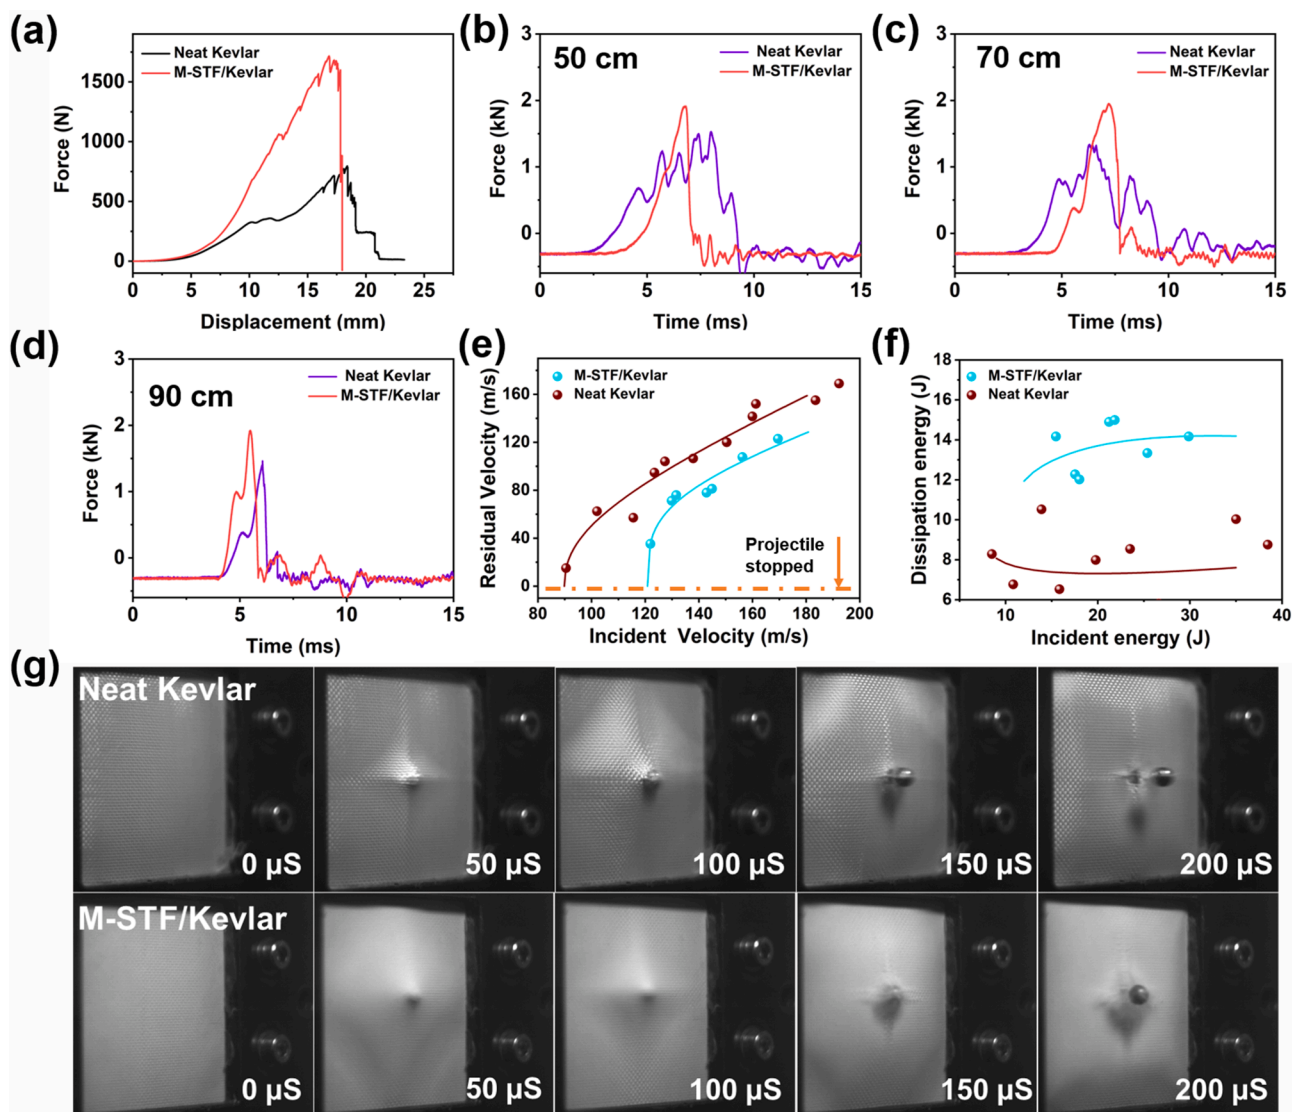 (a)
Neat Kevlar
M-STF/Kevlar
1500
1000
500
0
Force (N)
0 5 10 15 20 25
Displacement (mm)
(b)
50 cm
Neat Kevlar
M-STF/Kevlar
3
2
1
0
Force (kN)
0 5 10 15
Time (ms)
(c)
70 cm
Neat Kevlar
M-STF/Kevlar
3
2
1
0
Force (kN)
0 5 10 15
Time (ms)
(d)
90 cm
Neat Kevlar
M-STF/Kevlar
3
2
1
0
Force (kN)
0 5 10 15
Time (ms)
(e)
M-STF/Kevlar
Neat Kevlar
160
120
80
40
0
Residual Velocity (m/s)
Projectile
stopped
80 100 120 140 160 180 200
Incident Velocity (m/s)
(f)
M-STF/Kevlar
Neat Kevlar
18
16
14
12
10
8
6
Dissipation energy (J)
10 20 30 40
Incident energy (J)
(g)
Neat Kevlar
0 µS
50 µS
100 µS
150 µS
200 µS
M-STF/Kevlar
0 µS
50 µS
100 µS
150 µS
200 µS